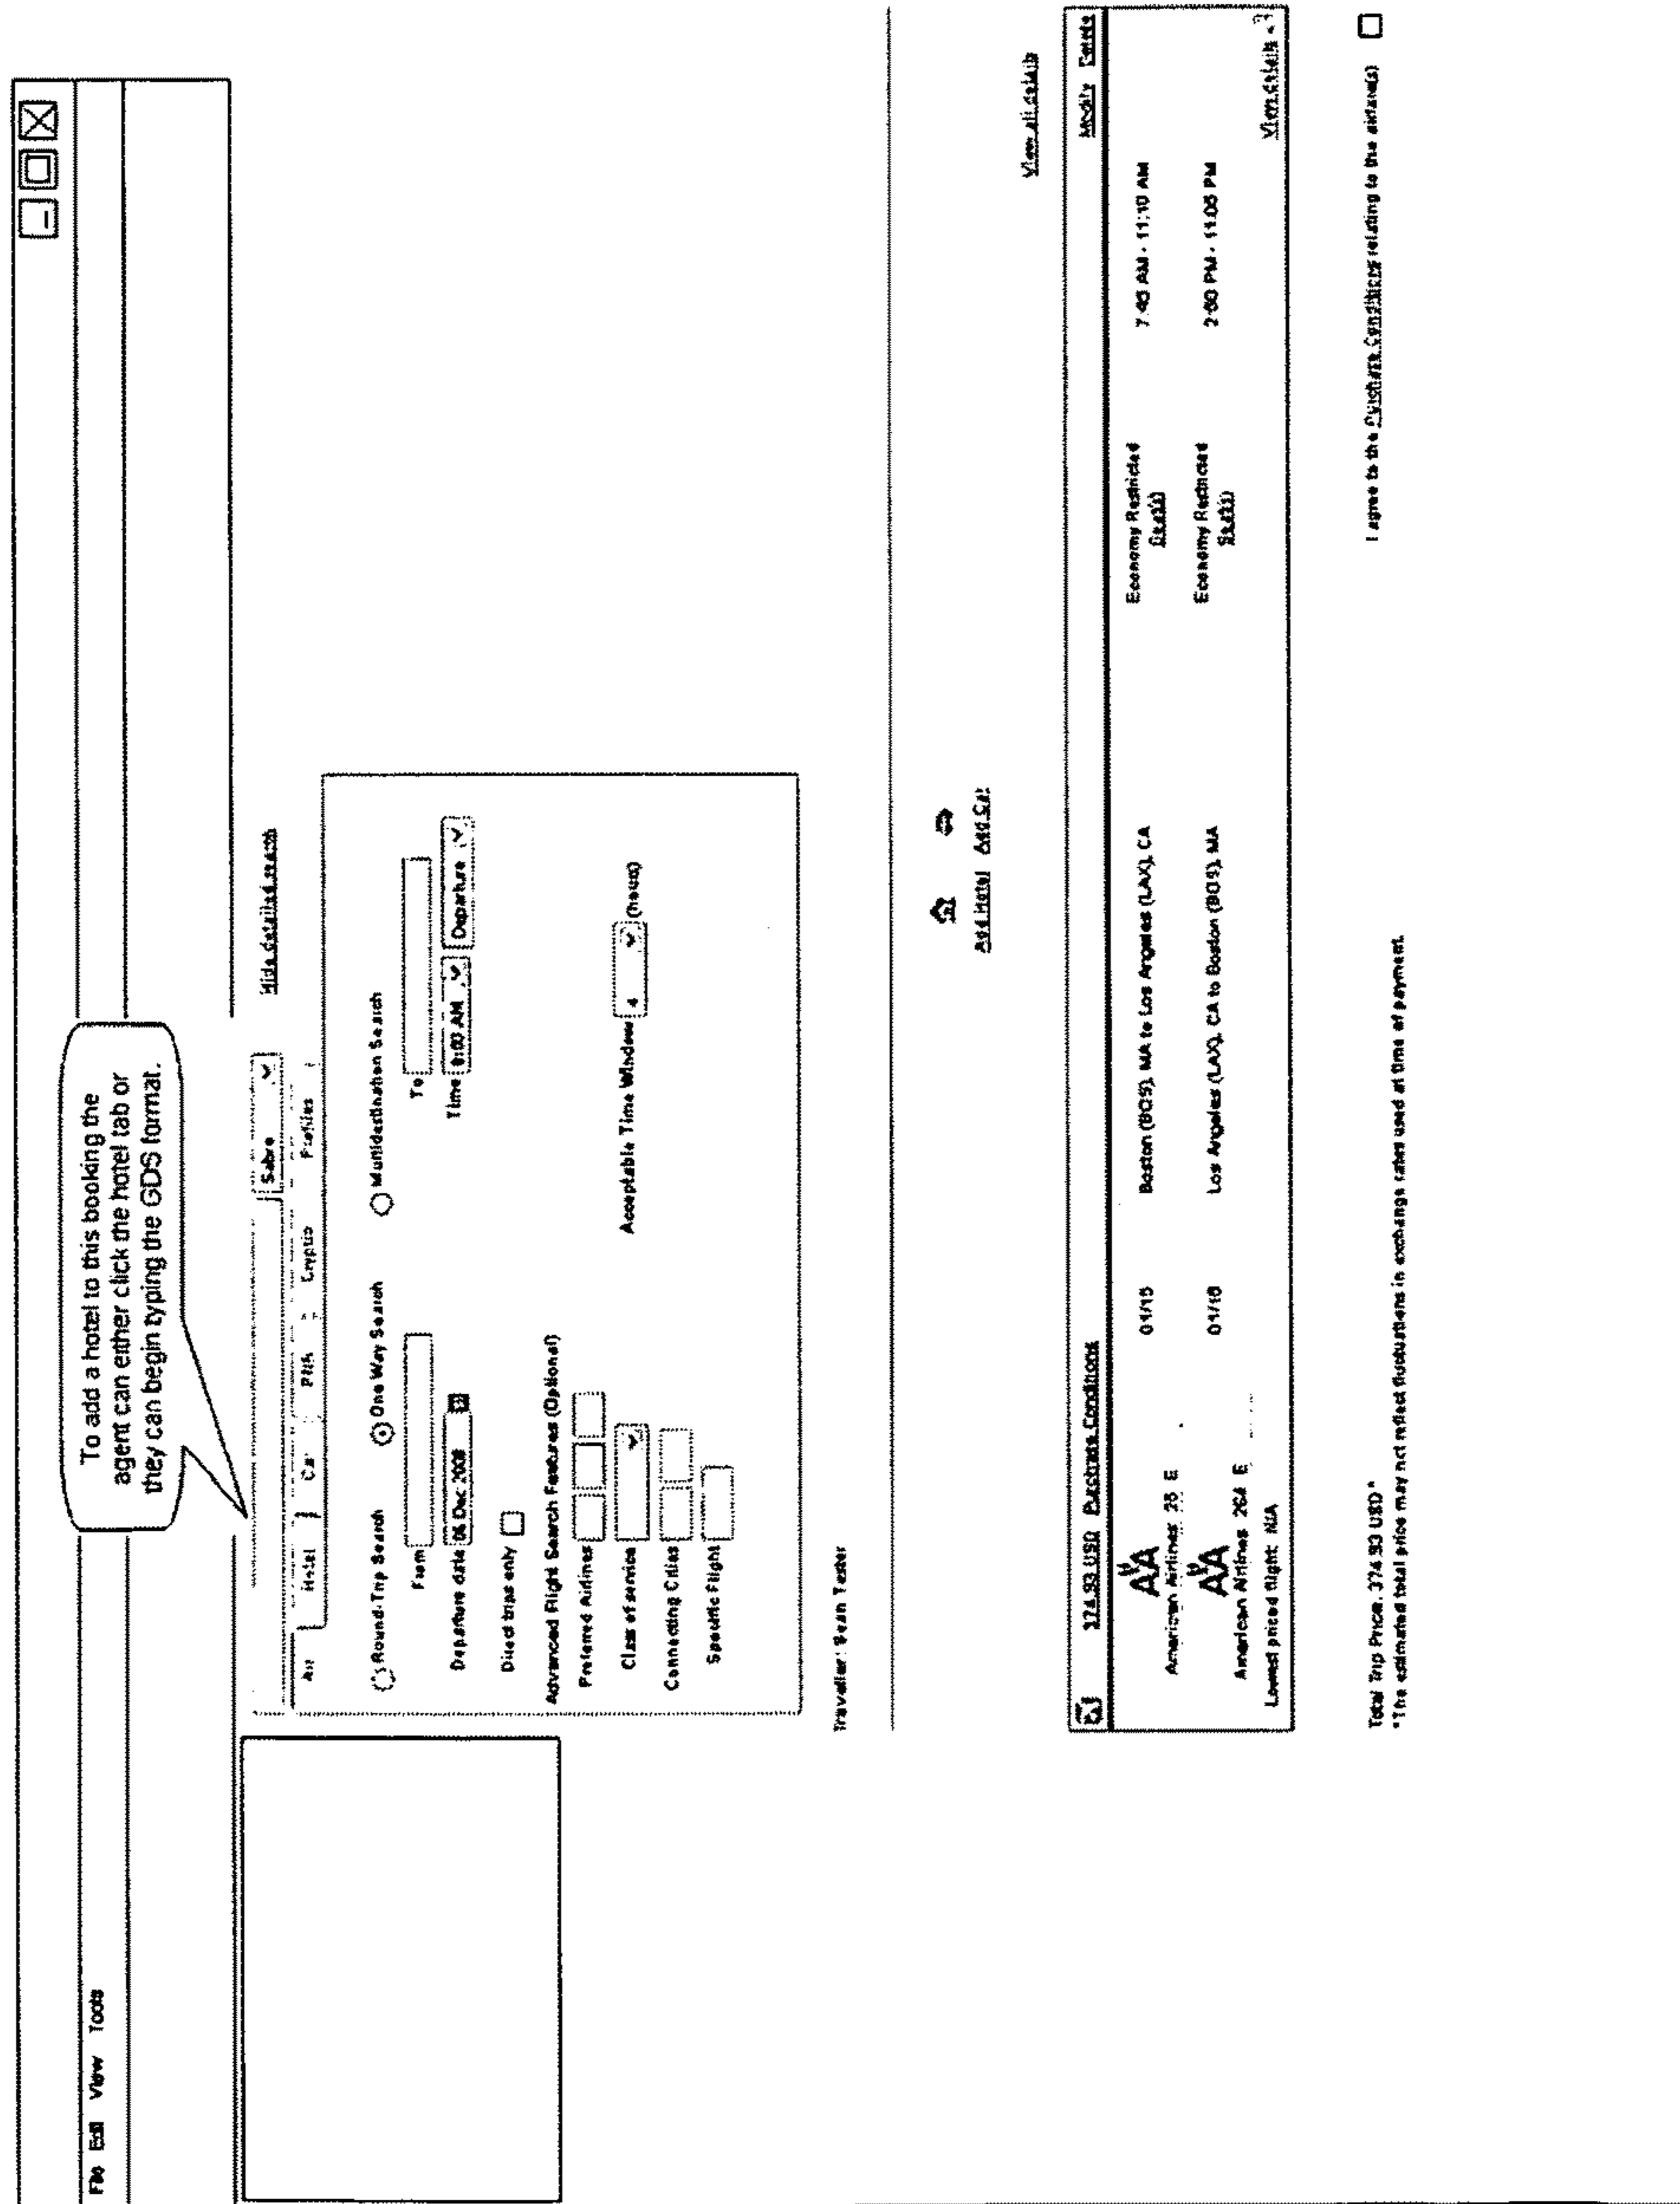 File Edit View Tools
To add a hotel to this booking the
agent can either click the hotel tab or
they can begin typing the GDS format.
Sabre
Hide detailed search
Air Hotel Car PNR Cryptic Profiles
Round-Trip Search One Way Search Multidestination Search
From To
Departure date 06 Dec 2008 Time 8:00 AM Departure
Direct trips only
Advanced Flight Search Features (Optional)
Preferred Airlines
Class of service Acceptable Time Window 4 (hours)
Connecting Cities
Specific Flight
Traveller: Sean Tester
Add Hotel Add Car
View all details
374.93 USD Purchase Conditions Modify Delete
AA 01/15 Boston (BOS), MA to Los Angeles (LAX), CA Economy Restricted 7:40 AM - 11:10 AM
American Airlines 25 E
AA Los Angeles (LAX), CA to Boston (BOS), MA Economy Restricted 2:50 PM - 11:05 PM
American Airlines 264 E
Lowest priced flight: N/A View details
Total Trip Price: 374.93 USD* I agree to the Purchase Conditions relating to the airfare(s)
*The estimated total price may not reflect fluctuations in exchange rates used at time of payment.